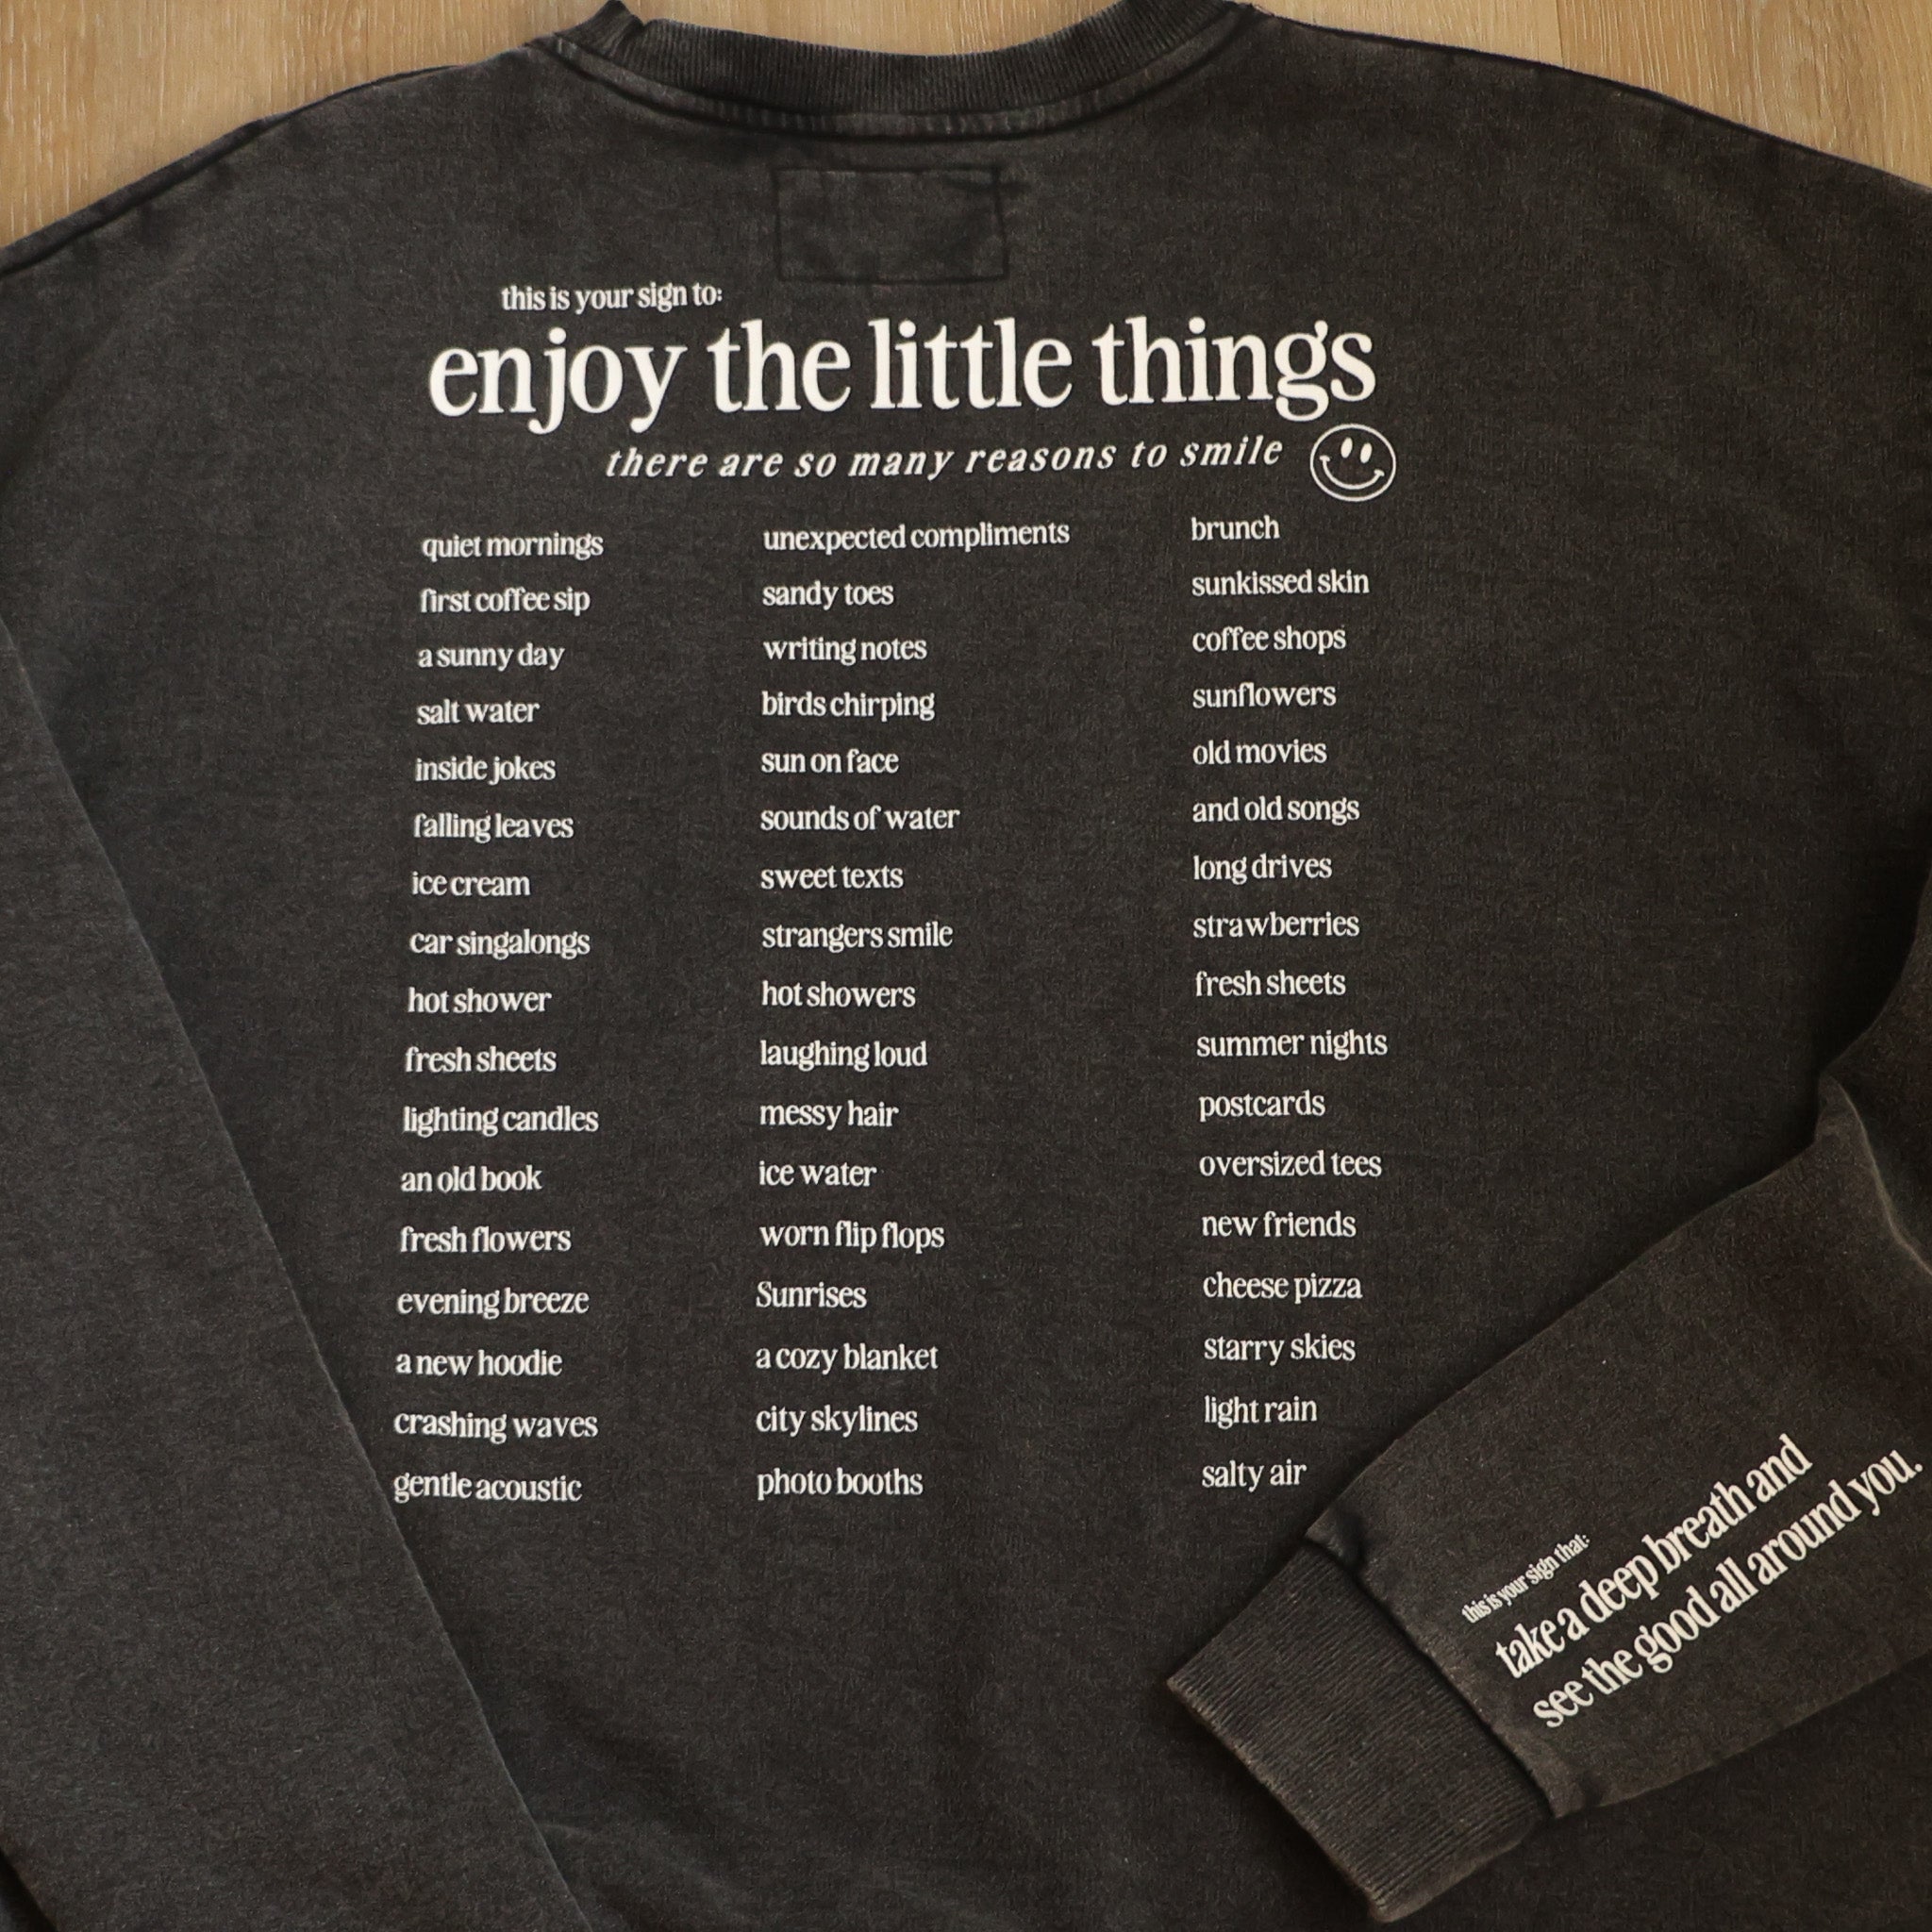 this is your sign to:
enjoy the little things
there are so many reasons to smile
quiet mornings
first coffee sip
a sunny day
salt water
inside jokes
falling leaves
ice cream
car singalongs
hot shower
fresh sheets
lighting candles
an old book
fresh flowers
evening breeze
a new hoodie
crashing waves
gentle acoustic
unexpected compliments
sandy toes
writing notes
birds chirping
sun on face
sounds of water
sweet texts
strangers smile
hot showers
laughing loud
messy hair
ice water
worn flip flops
Sunrises
a cozy blanket
city skylines
photo booths
brunch
sunkissed skin
coffee shops
sunflowers
old movies
and old songs
long drives
strawberries
fresh sheets
summer nights
postcards
oversized tees
new friends
cheese pizza
starry skies
light rain
salty air
this is your sign that:
take a deep breath and
see the good all around you.